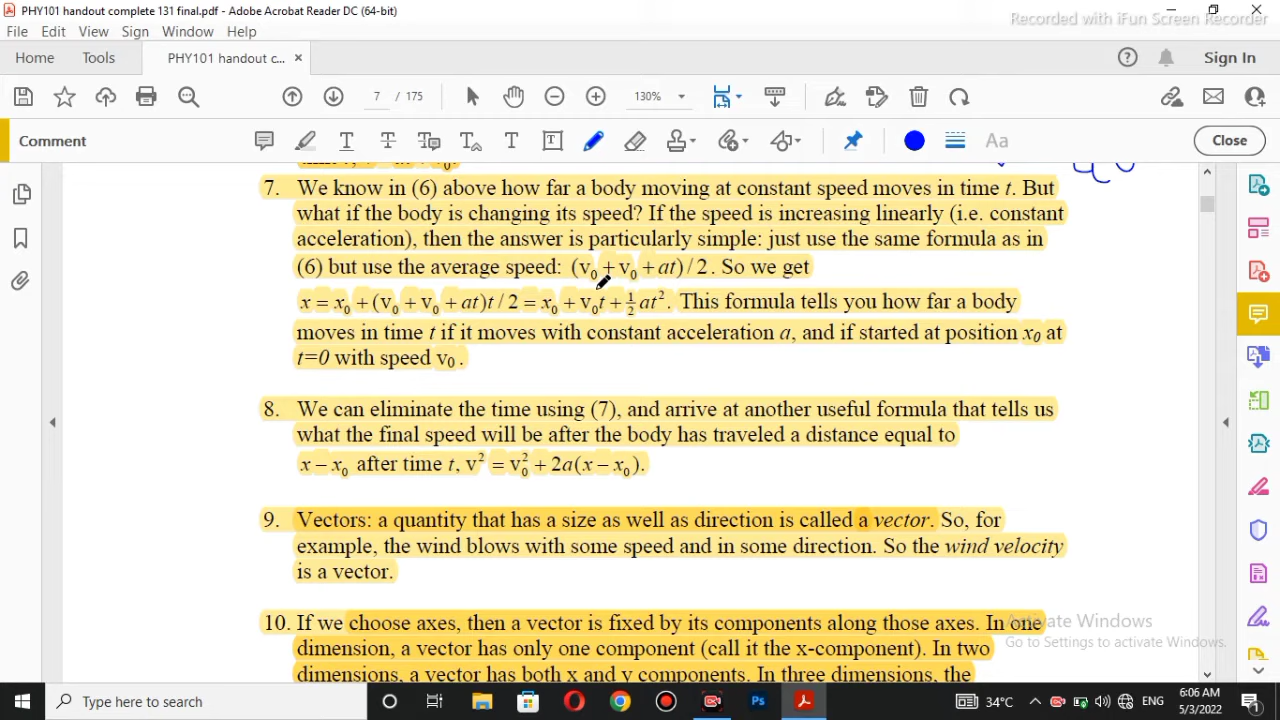 PHY101 handout complete 131 final.pdf - Adobe Acrobat Reader DC (64-bit)
Recorded with iFun Screen Recorder
File Edit View Sign Window Help
Home Tools PHY101 handout c... × Sign In
7 / 175 130%
Comment Close
7. We know in (6) above how far a body moving at constant speed moves in time t. But
what if the body is changing its speed? If the speed is increasing linearly (i.e. constant
acceleration), then the answer is particularly simple: just use the same formula as in
(6) but use the average speed: (v₀ + v₀ + at) / 2. So we get
x = x₀ + (v₀ + v₀ + at)t / 2 = x₀ + v₀t + ½ at². This formula tells you how far a body
moves in time t if it moves with constant acceleration a, and if started at position x₀ at
t=0 with speed v₀ .
8. We can eliminate the time using (7), and arrive at another useful formula that tells us
what the final speed will be after the body has traveled a distance equal to
x − x₀ after time t, v² = v₀² + 2a(x − x₀).
9. Vectors: a quantity that has a size as well as direction is called a vector. So, for
example, the wind blows with some speed and in some direction. So the wind velocity
is a vector.
10. If we choose axes, then a vector is fixed by its components along those axes. In one
dimension, a vector has only one component (call it the x-component). In two
dimensions, a vector has both x and y components. In three dimensions, the
Activate Windows
Go to Settings to activate Windows.
Type here to search
34°C ENG 6:06 AM
5/3/2022